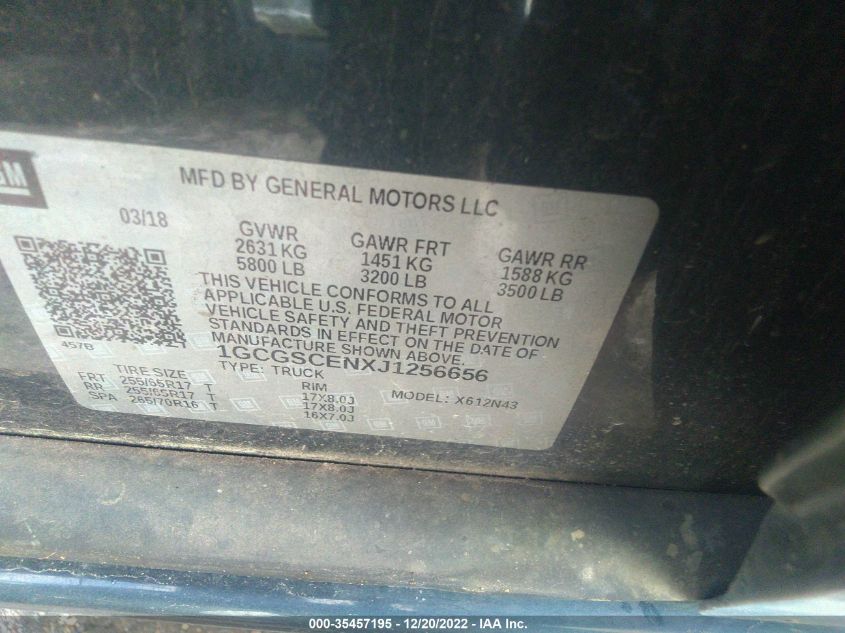 GM
MFD BY GENERAL MOTORS LLC
03/18
GVWR
2631 KG
5800 LB
GAWR FRT
1451 KG
3200 LB
GAWR RR
1588 KG
3500 LB
THIS VEHICLE CONFORMS TO ALL
APPLICABLE U.S. FEDERAL MOTOR
VEHICLE SAFETY AND THEFT PREVENTION
STANDARDS IN EFFECT ON THE DATE OF
MANUFACTURE SHOWN ABOVE.
457B
1GCGSCENXJ1256656
TYPE: TRUCK
MODEL: X612N43
TIRE SIZE
RIM
FRT 255/65R17 T 17X8.0J
RR 255/65R17 T 17X8.0J
SPA 265/70R16 T 16X7.0J
000-35457195 - 12/20/2022 - IAA Inc.